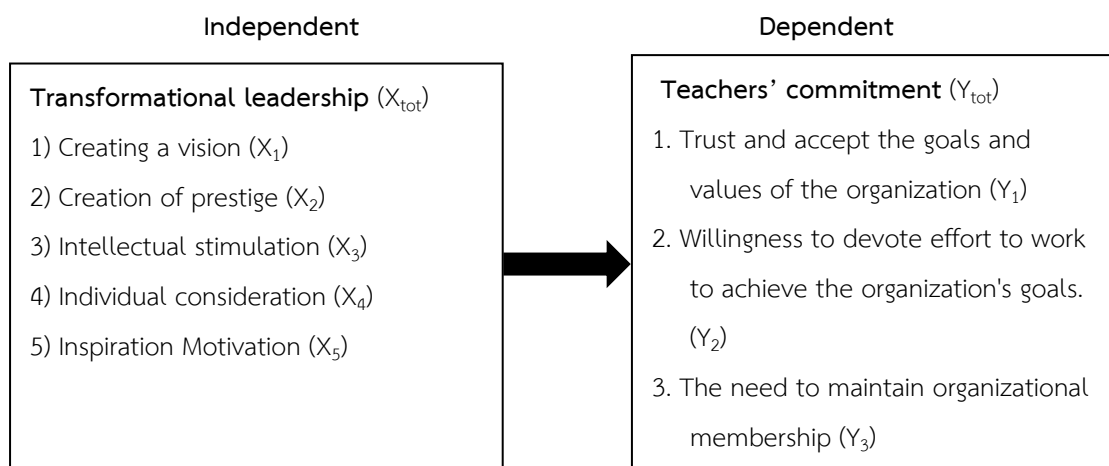 Independent
Dependent
Transformational leadership (Xtot)
1) Creating a vision (X1)
2) Creation of prestige (X2)
3) Intellectual stimulation (X3)
4) Individual consideration (X4)
5) Inspiration Motivation (X5)
Teachers’ commitment (Ytot)
1. Trust and accept the goals and
values of the organization (Y1)
2. Willingness to devote effort to work
to achieve the organization's goals.
(Y2)
3. The need to maintain organizational
membership (Y3)